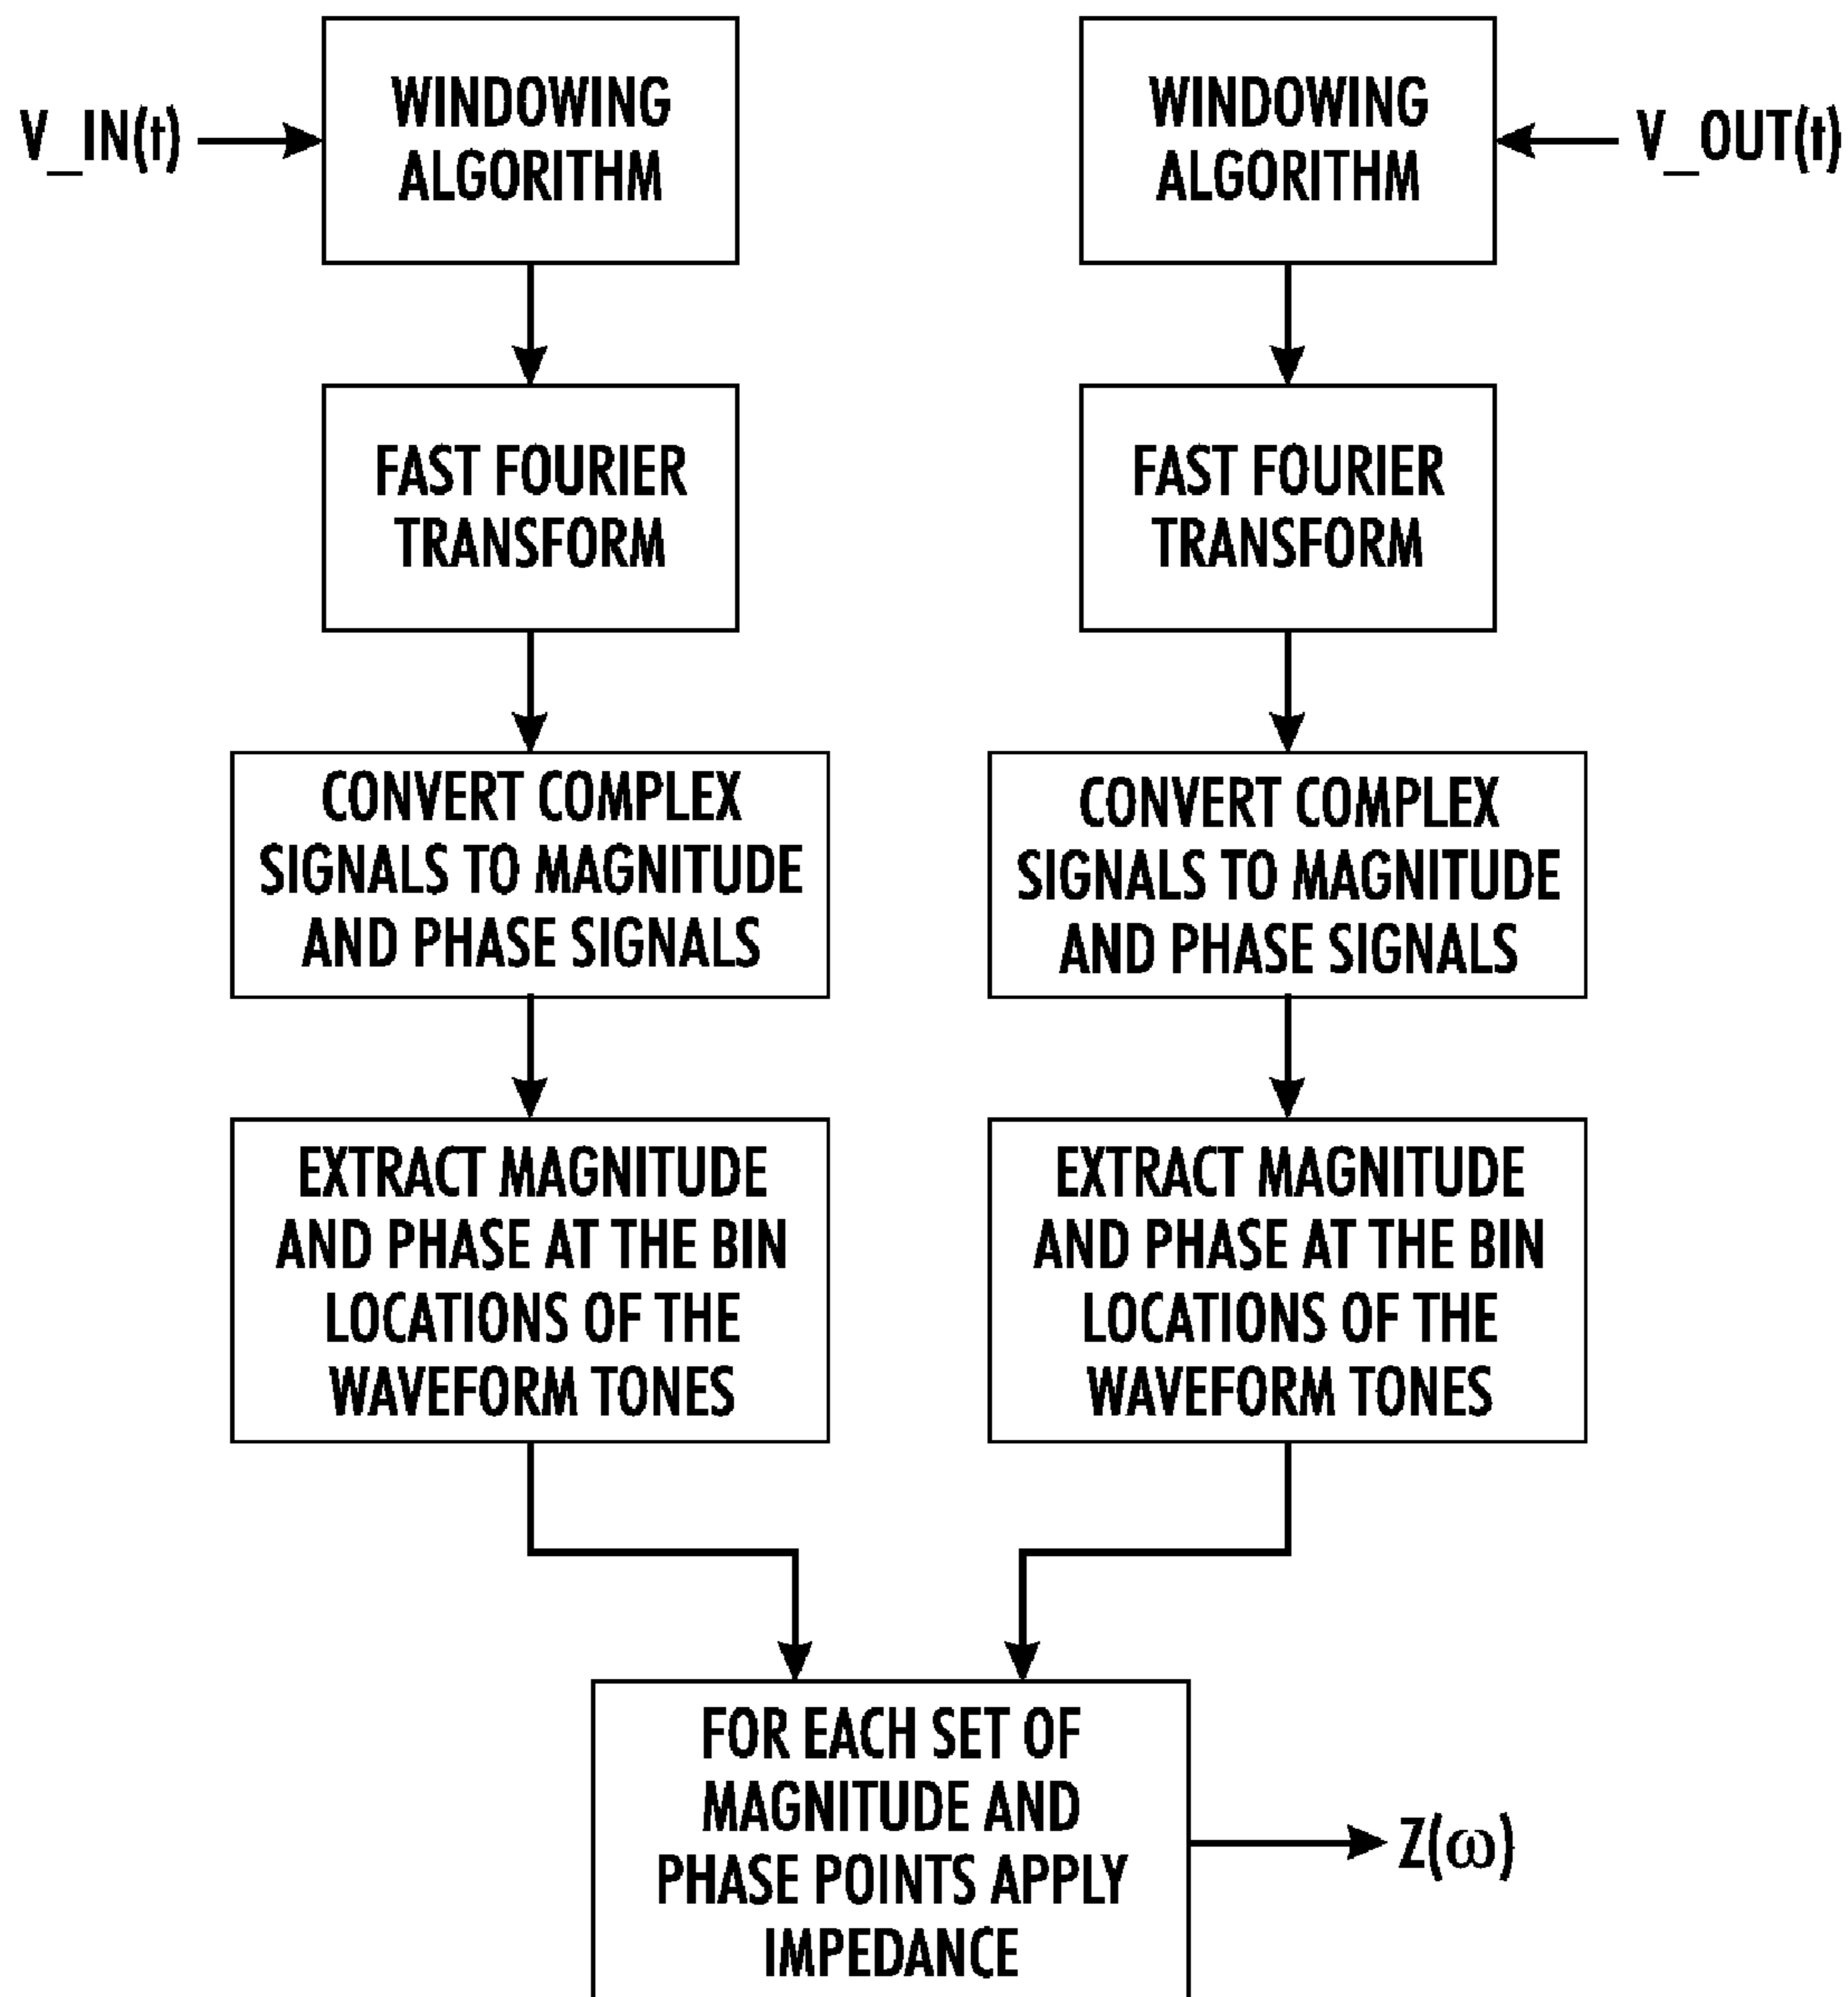 V_IN(t)
WINDOWING
ALGORITHM
WINDOWING
ALGORITHM
V_OUT(t)
FAST FOURIER
TRANSFORM
FAST FOURIER
TRANSFORM
CONVERT COMPLEX
SIGNALS TO MAGNITUDE
AND PHASE SIGNALS
CONVERT COMPLEX
SIGNALS TO MAGNITUDE
AND PHASE SIGNALS
EXTRACT MAGNITUDE
AND PHASE AT THE BIN
LOCATIONS OF THE
WAVEFORM TONES
EXTRACT MAGNITUDE
AND PHASE AT THE BIN
LOCATIONS OF THE
WAVEFORM TONES
FOR EACH SET OF
MAGNITUDE AND
PHASE POINTS APPLY
IMPEDANCE
Z(ω)